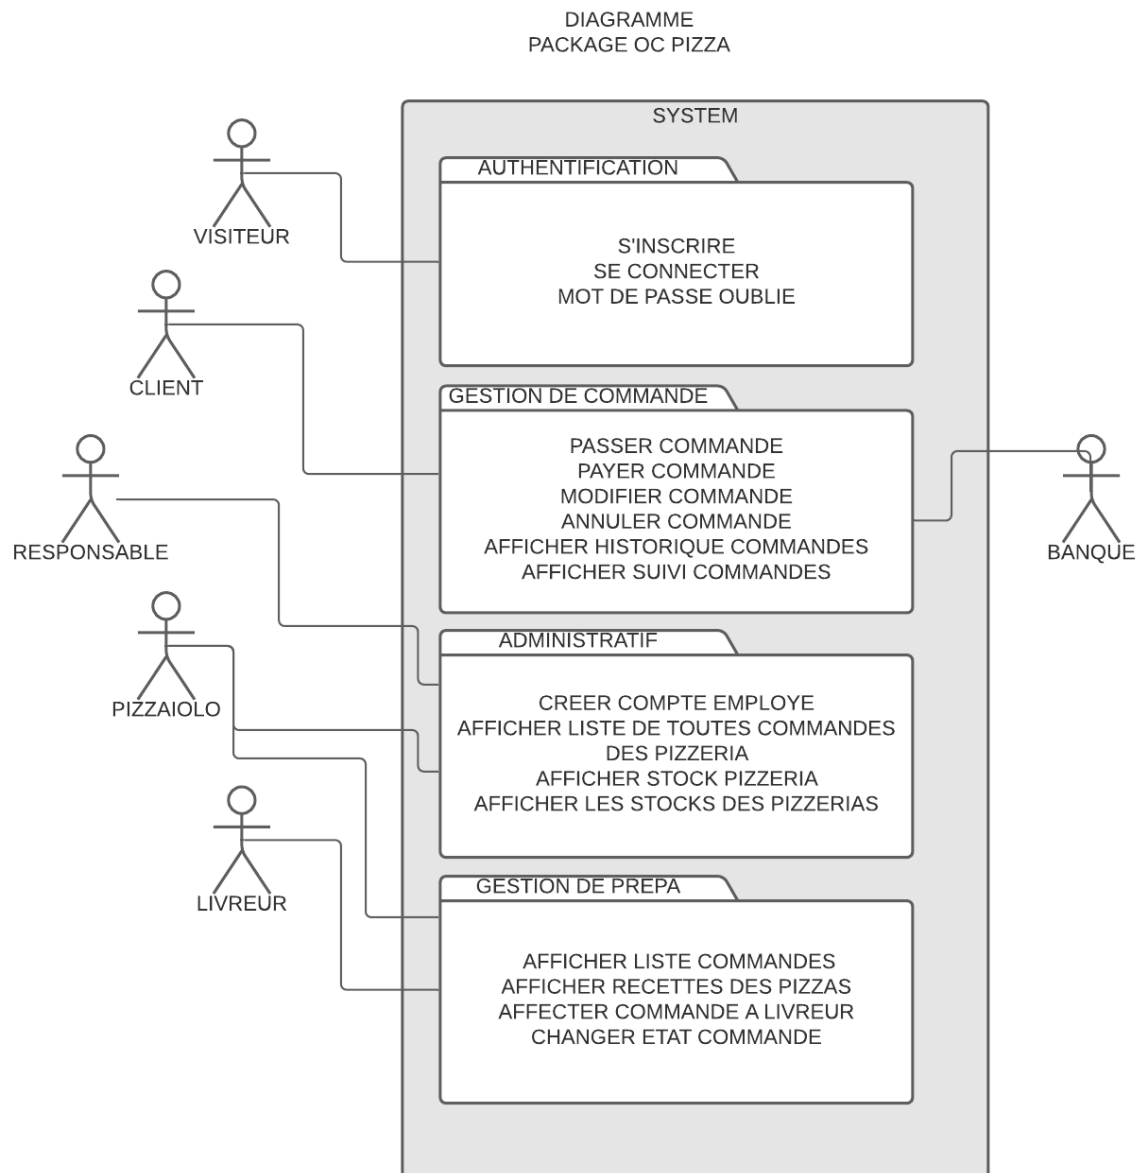 DIAGRAMME
PACKAGE OC PIZZA
SYSTEM
VISITEUR
CLIENT
RESPONSABLE
PIZZAIOLO
LIVREUR
AUTHENTIFICATION
S'INSCRIRE
SE CONNECTER
MOT DE PASSE OUBLIE
GESTION DE COMMANDE
PASSER COMMANDE
PAYER COMMANDE
MODIFIER COMMANDE
ANNULER COMMANDE
AFFICHER HISTORIQUE COMMANDES
AFFICHER SUIVI COMMANDES
ADMINISTRATIF
CREER COMPTE EMPLOYE
AFFICHER LISTE DE TOUTES COMMANDES
DES PIZZERIA
AFFICHER STOCK PIZZERIA
AFFICHER LES STOCKS DES PIZZERIAS
GESTION DE PREPA
AFFICHER LISTE COMMANDES
AFFICHER RECETTES DES PIZZAS
AFFECTER COMMANDE A LIVREUR
CHANGER ETAT COMMANDE
BANQUE